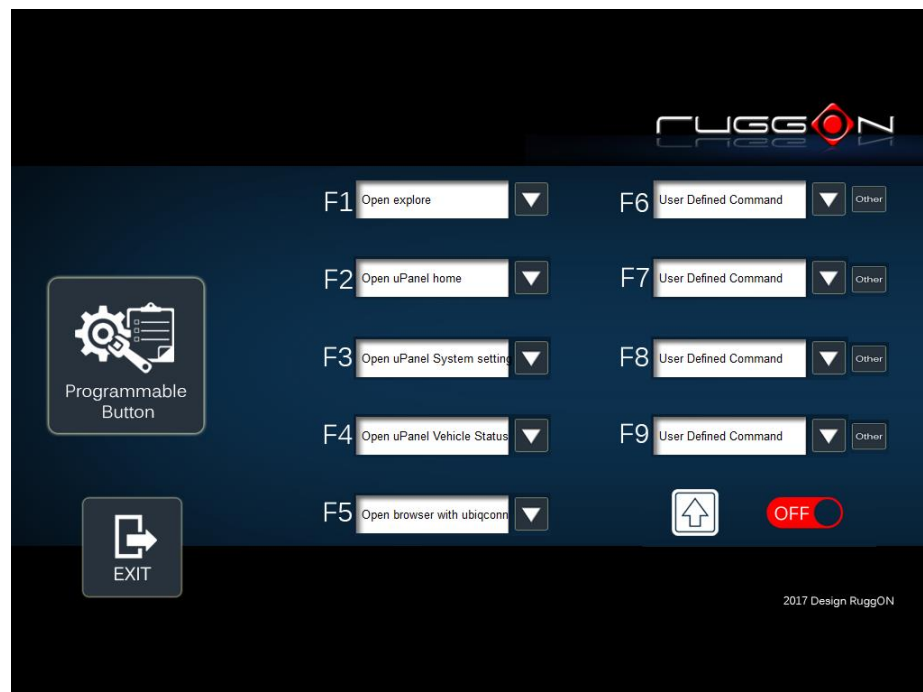 ruggON
F1 Open explore
F6 User Defined Command Other
F2 Open uPanel home
F7 User Defined Command Other
F3 Open uPanel System setting
F8 User Defined Command Other
Programmable
Button
F4 Open uPanel Vehicle Status
F9 User Defined Command Other
F5 Open browser with ubiqconn
OFF
EXIT
2017 Design RuggON